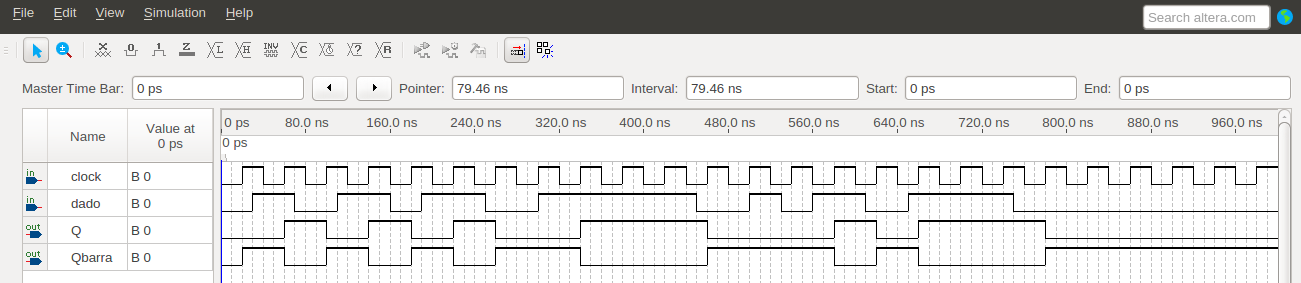 File Edit View Simulation Help
Search altera.com
Master Time Bar: 0 ps Pointer: 79.46 ns Interval: 79.46 ns Start: 0 ps End: 0 ps
Name Value at 0 ps
0 ps 80.0 ns 160.0 ns 240.0 ns 320.0 ns 400.0 ns 480.0 ns 560.0 ns 640.0 ns 720.0 ns 800.0 ns 880.0 ns 960.0 ns
0 ps
in clock B 0
in dado B 0
out Q B 0
out Qbarra B 0